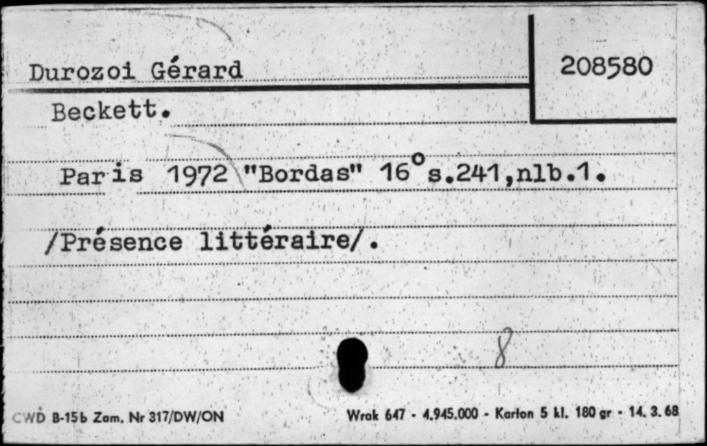 Durozoi Gérard
208580
Beckett.
Paris 1972 "Bordas" 16° s.241,nlb.1.
/Présence littéraire/.
8
CWD B-15b Zam. Nr 317/DW/ON Wrak 647 - 4.945.000 - Karton 5 kl. 180 gr - 14. 3. 68